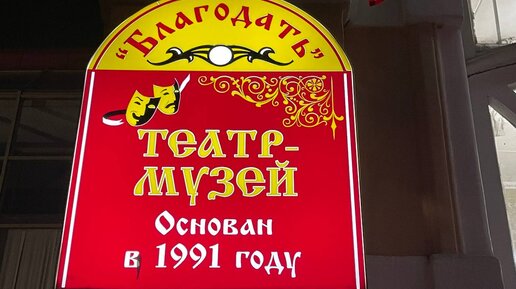 “Благодать”
ТЕАТР-
МУЗЕЙ
Основан
в 1991 году